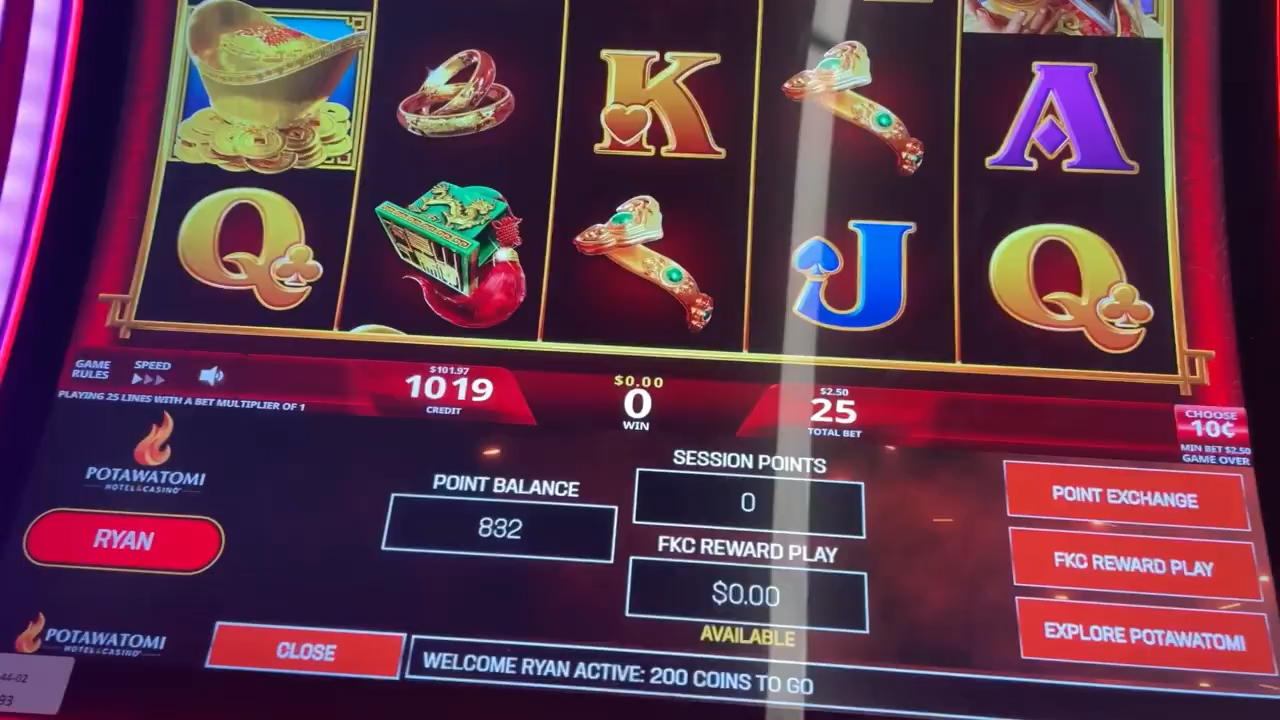 K
A
Q
J
Q
GAME
RULES
SPEED
PLAYING 25 LINES WITH A BET MULTIPLIER OF 1
$101.97
1019
CREDIT
$0.00
0
WIN
$2.50
25
TOTAL BET
CHOOSE
10¢
MIN BET $2.50
GAME OVER
POTAWATOMI
HOTEL & CASINO
RYAN
POINT BALANCE
832
SESSION POINTS
0
FKC REWARD PLAY
$0.00
AVAILABLE
POINT EXCHANGE
FKC REWARD PLAY
EXPLORE POTAWATOMI
POTAWATOMI
HOTEL & CASINO
CLOSE
WELCOME RYAN ACTIVE: 200 COINS TO GO
44-02
93